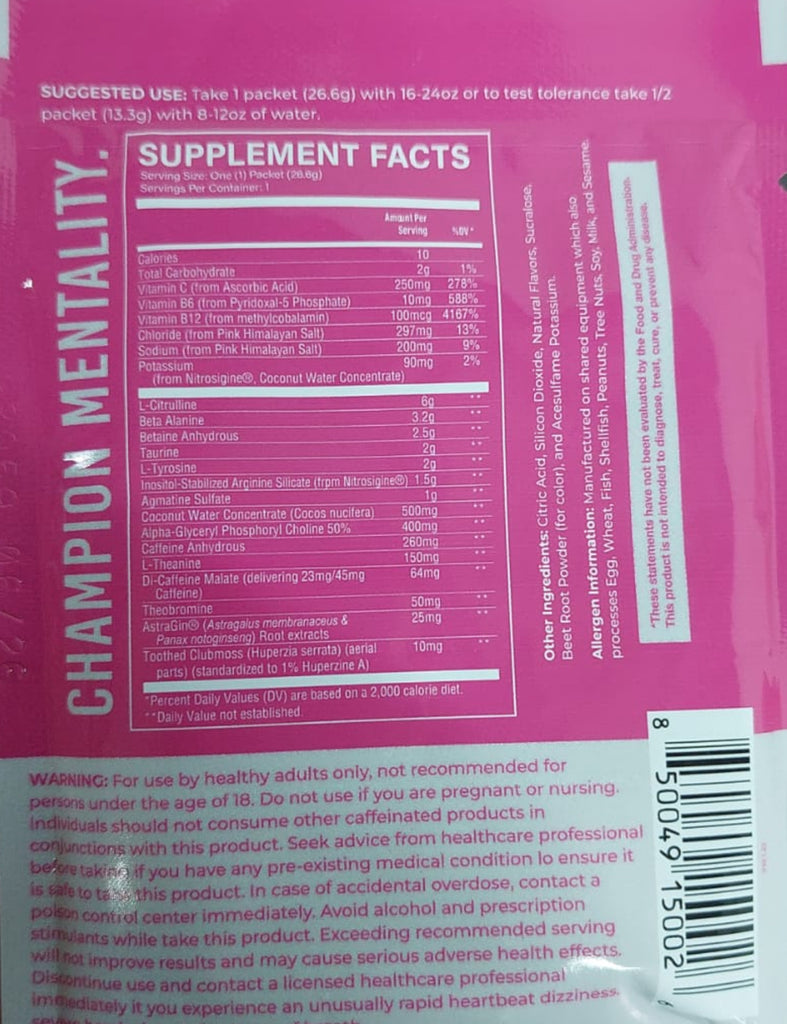 SUGGESTED USE: Take 1 packet (26.6g) with 16-24oz or to test tolerance take 1/2
packet (13.3g) with 8-12oz of water.
CHAMPION MENTALITY.
SUPPLEMENT FACTS
Serving Size: One (1) Packet (26.6g)
Servings Per Container: 1
Amount Per
Serving %DV*
Calories 10
Total Carbohydrate 2g 1%
Vitamin C (from Ascorbic Acid) 250mg 278%
Vitamin B6 (from Pyridoxal-5 Phosphate) 10mg 588%
Vitamin B12 (from methylcobalamin) 100mcg 4167%
Chloride (from Pink Himalayan Salt) 297mg 13%
Sodium (from Pink Himalayan Salt) 200mg 9%
Potassium 90mg 2%
(from Nitrosigine®, Coconut Water Concentrate)
L-Citrulline 6g **
Beta Alanine 3.2g **
Betaine Anhydrous 2.5g **
Taurine 2g **
L-Tyrosine 2g **
Inositol-Stabilized Arginine Silicate (frpm Nitrosigine®) 1.5g **
Agmatine Sulfate 1g **
Coconut Water Concentrate (Cocos nucifera) 500mg **
Alpha-Glyceryl Phosphoryl Choline 50% 400mg **
Caffeine Anhydrous 260mg **
L-Theanine 150mg **
Di-Caffeine Malate (delivering 23mg/45mg 64mg **
Caffeine)
Theobromine 50mg **
AstraGin® (Astragalus membranaceus & 25mg **
Panax notoginseng) Root extracts
Toothed Clubmoss (Huperzia serrata) (aerial 10mg **
parts) (standardized to 1% Huperzine A)
*Percent Daily Values (DV) are based on a 2,000 calorie diet.
**Daily Value not established.
Other Ingredients: Citric Acid, Silicon Dioxide, Natural Flavors, Sucralose,
Beet Root Powder (for color), and Acesulfame Potassium.
Allergen Information: Manufactured on shared equipment which also
processes Egg, Wheat, Fish, Shellfish, Peanuts, Tree Nuts, Soy, Milk, and Sesame.
^These statements have not been evaluated by the Food and Drug Administration.
This product is not intended to diagnose, treat, cure, or prevent any disease.
WARNING: For use by healthy adults only, not recommended for
persons under the age of 18. Do not use if you are pregnant or nursing.
Individuals should not consume other caffeinated products in
conjunctions with this product. Seek advice from healthcare professional
before taking if you have any pre-existing medical condition lo ensure it
is safe to take this product. In case of accidental overdose, contact a
poison control center immediately. Avoid alcohol and prescription
stimulants while take this product. Exceeding recommended serving
will not improve results and may cause serious adverse health effects.
Discontinue use and contact a licensed healthcare professional
immediately it you experience an unusually rapid heartbeat dizziness,
8 50049 15002 6